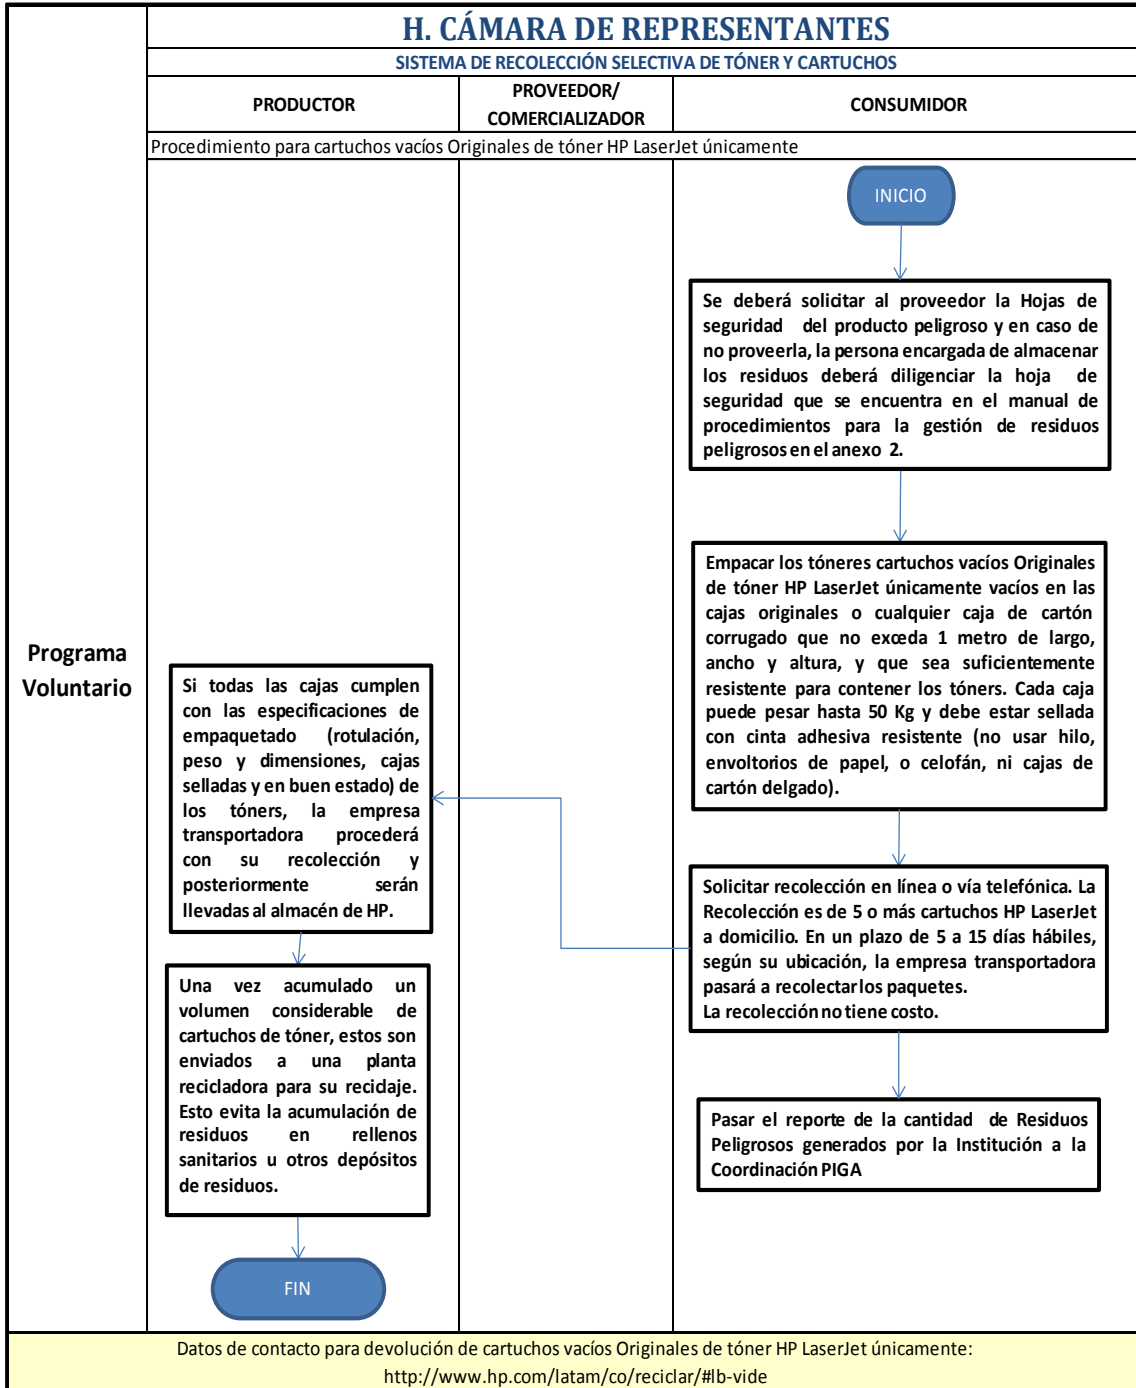 H. CÁMARA DE REPRESENTANTES
SISTEMA DE RECOLECCIÓN SELECTIVA DE TÓNER Y CARTUCHOS
PRODUCTOR
PROVEEDOR/
COMERCIALIZADOR
CONSUMIDOR
Procedimiento para cartuchos vacíos Originales de tóner HP LaserJet únicamente
Programa
Voluntario
INICIO
Se deberá solicitar al proveedor la Hojas de
seguridad del producto peligroso y en caso de
no proveerla, la persona encargada de almacenar
los residuos deberá diligenciar la hoja de
seguridad que se encuentra en el manual de
procedimientos para la gestión de residuos
peligrosos en el anexo 2.
Empacar los tóneres cartuchos vacíos Originales
de tóner HP LaserJet únicamente vacíos en las
cajas originales o cualquier caja de cartón
corrugado que no exceda 1 metro de largo,
ancho y altura, y que sea suficientemente
resistente para contener los tóners. Cada caja
puede pesar hasta 50 Kg y debe estar sellada
con cinta adhesiva resistente (no usar hilo,
envoltorios de papel, o celofán, ni cajas de
cartón delgado).
Solicitar recolección en línea o vía telefónica. La
Recolección es de 5 o más cartuchos HP LaserJet
a domicilio. En un plazo de 5 a 15 días hábiles,
según su ubicación, la empresa transportadora
pasará a recolectar los paquetes.
La recolección no tiene costo.
Pasar el reporte de la cantidad de Residuos
Peligrosos generados por la Institución a la
Coordinación PIGA
Si todas las cajas cumplen
con las especificaciones de
empaquetado (rotulación,
peso y dimensiones, cajas
selladas y en buen estado) de
los tóners, la empresa
transportadora procederá
con su recolección y
posteriormente serán
llevadas al almacén de HP.
Una vez acumulado un
volumen considerable de
cartuchos de tóner, estos son
enviados a una planta
recicladora para su reciclaje.
Esto evita la acumulación de
residuos en rellenos
sanitarios u otros depósitos
de residuos.
FIN
Datos de contacto para devolución de cartuchos vacíos Originales de tóner HP LaserJet únicamente:
http://www.hp.com/latam/co/reciclar/#lb-vide